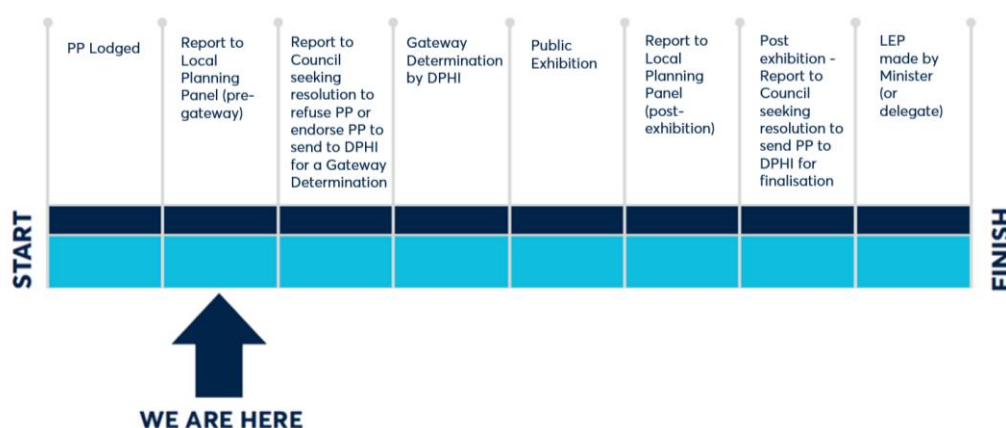 PP Lodged
Report to
Local
Planning
Panel (pre-
gateway)
Report to
Council
seeking
resolution to
refuse PP or
endorse PP to
send to DPHI
for a Gateway
Determination
Gateway
Determination
by DPHI
Public
Exhibition
Report to
Local
Planning
Panel
(post-
exhibition)
Post
exhibition -
Report to
Council
seeking
resolution to
send PP to
DPHI for
finalisation
LEP
made by
Minister
(or
delegate)
START
FINISH
WE ARE HERE